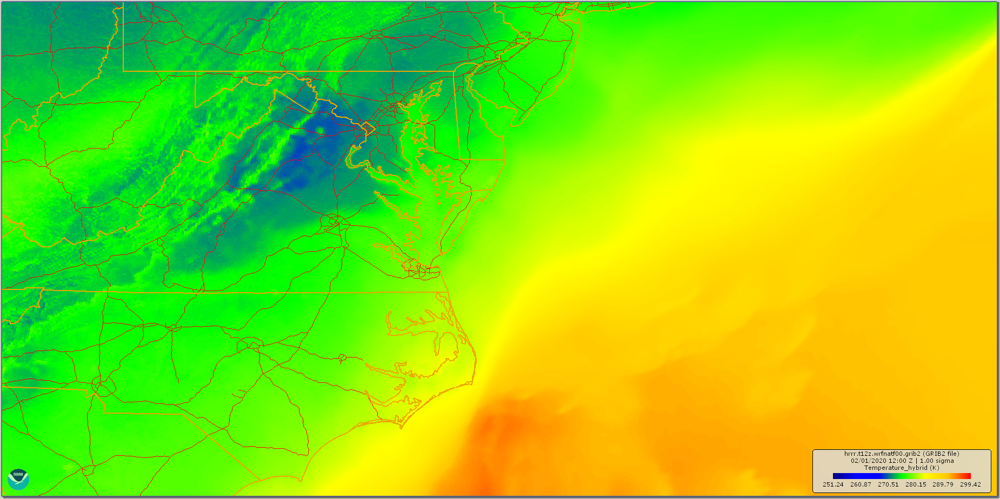 hrrr.t12z.wrfnatf00.grib2 (GRIB2 file)
02/01/2020 12:00 Z | 1.00 sigma
Temperature_hybrid (K)
251.24 260.87 270.51 280.15 289.79 299.42
NOAA